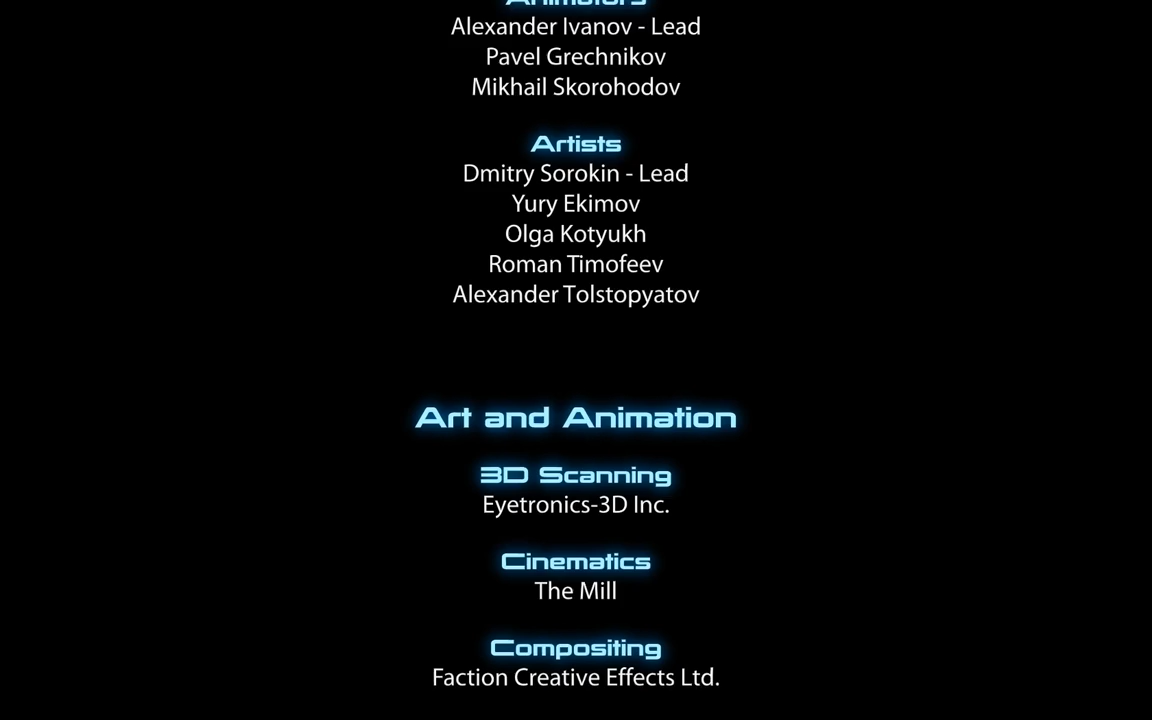 Animators
Alexander Ivanov - Lead
Pavel Grechnikov
Mikhail Skorohodov
Artists
Dmitry Sorokin - Lead
Yury Ekimov
Olga Kotyukh
Roman Timofeev
Alexander Tolstopyatov
Art and Animation
3D Scanning
Eyetronics-3D Inc.
Cinematics
The Mill
Compositing
Faction Creative Effects Ltd.